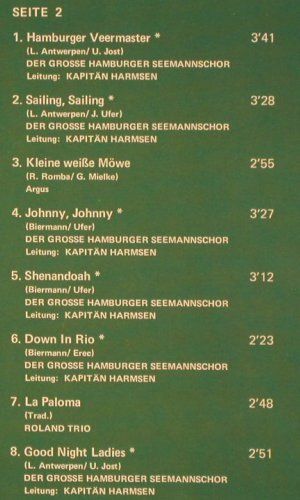 SEITE 2
1. Hamburger Veermaster * 3'41
(L. Antwerpen/ U. Jost)
DER GROSSE HAMBURGER SEEMANNSCHOR
Leitung: KAPITÄN HARMSEN
2. Sailing, Sailing * 3'28
(L. Antwerpen/ J. Ufer)
DER GROSSE HAMBURGER SEEMANNSCHOR
Leitung: KAPITÄN HARMSEN
3. Kleine weiße Möwe 2'55
(R. Romba/ G. Mielke)
Argus
4. Johnny, Johnny * 3'27
(Biermann/ Ufer)
DER GROSSE HAMBURGER SEEMANNSCHOR
Leitung: KAPITÄN HARMSEN
5. Shenandoah * 3'12
(Biermann/ Ufer)
DER GROSSE HAMBURGER SEEMANNSCHOR
Leitung: KAPITÄN HARMSEN
6. Down In Rio * 2'23
(Biermann/ Erec)
DER GROSSE HAMBURGER SEEMANNSCHOR
Leitung: KAPITÄN HARMSEN
7. La Paloma 2'48
(Trad.)
ROLAND TRIO
8. Good Night Ladies * 2'51
(L. Antwerpen/ U. Jost)
DER GROSSE HAMBURGER SEEMANNSCHOR
Leitung: KAPITÄN HARMSEN